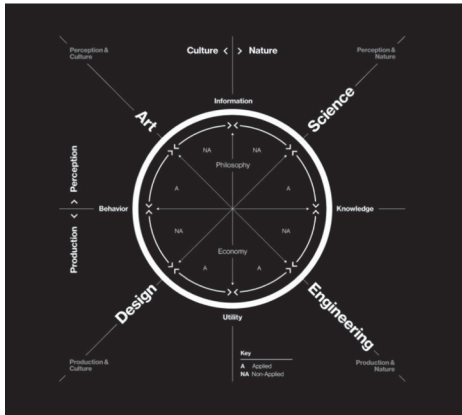 Perception &
Culture
Culture < > Nature
Perception &
Nature
Information
Art
Science
NA
NA
Philosophy
A
A
Production < > Perception
Behavior
Knowledge
NA
NA
Economy
A
A
Design
Engineering
Utility
Production &
Culture
Key
A Applied
NA Non-Applied
Production &
Nature